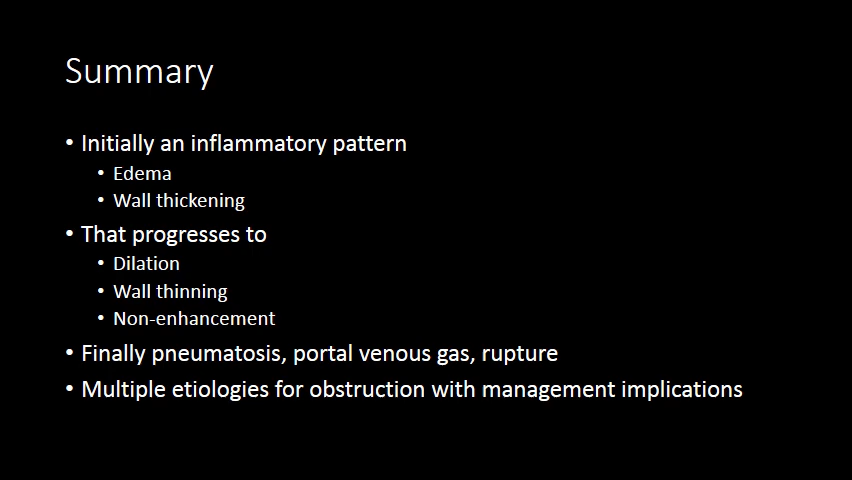 Summary
• Initially an inflammatory pattern
• Edema
• Wall thickening
• That progresses to
• Dilation
• Wall thinning
• Non-enhancement
• Finally pneumatosis, portal venous gas, rupture
• Multiple etiologies for obstruction with management implications